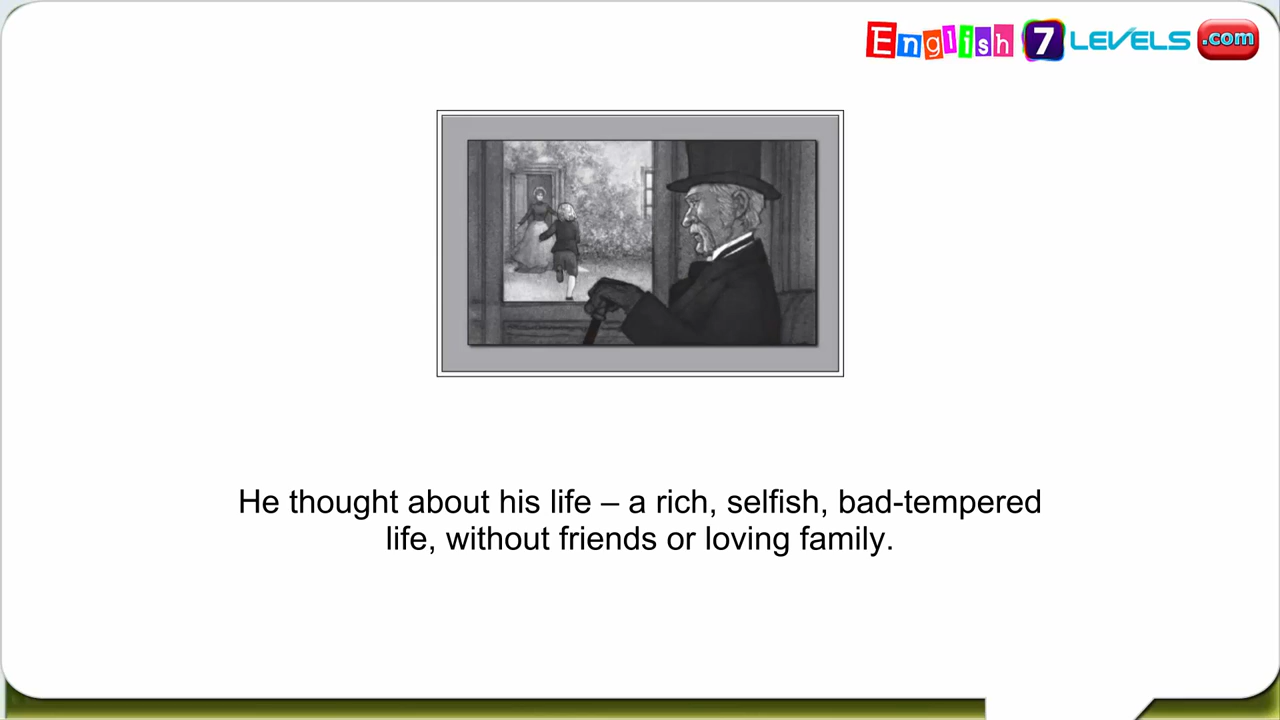 English 7 LEVELS .com
He thought about his life – a rich, selfish, bad-tempered
life, without friends or loving family.